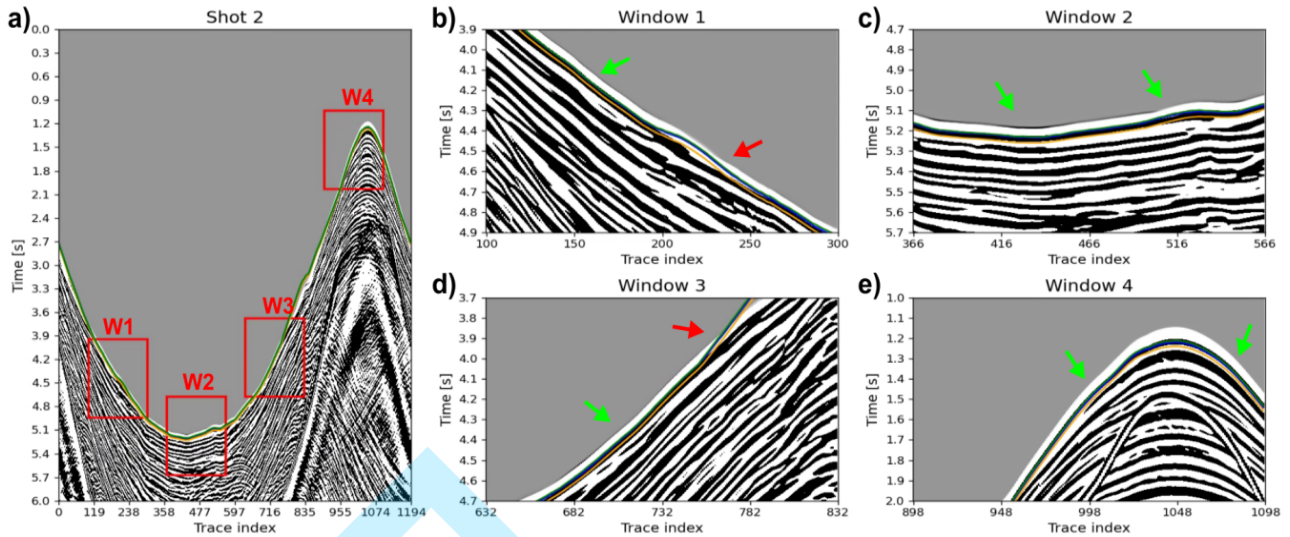 a) Shot 2
Time [s]
0.0
0.3
0.6
0.9
1.2
1.5
1.8
2.1
2.4
2.7
3.0
3.3
3.6
3.9
4.2
4.5
4.8
5.1
5.4
5.7
6.0
W4
W3
W1
W2
0 119 238 358 477 597 716 835 955 1074 1194
Trace index
b) Window 1
Time [s]
3.9
4.0
4.1
4.2
4.3
4.4
4.5
4.6
4.7
4.8
4.9
100 150 200 240 300
Trace index
c) Window 2
Time [s]
4.7
4.7
4.9
5.0
5.1
5.2
5.3
5.4
5.5
5.6
5.7
366 416 466 516 566
Trace index
d) Window 3
Time [s]
3.7
3.8
3.9
4.0
4.1
4.2
4.3
4.4
4.5
4.6
4.7
632 682 732 782 832
Trace index
e) Window 4
Time [s]
1.0
1.1
1.2
1.3
1.4
1.5
1.6
1.7
1.8
1.9
2.0
898 948 998 1048 1098
Trace index